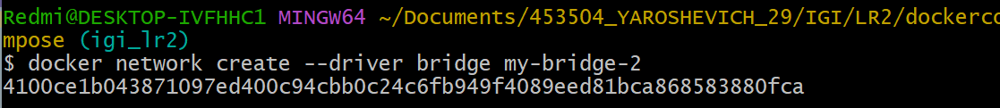 Redmi@DESKTOP-IVFHHC1 MINGW64 ~/Documents/453504_YAROSHEVICH_29/IGI/LR2/dockerco
mpose (igi_lr2)
$ docker network create --driver bridge my-bridge-2
4100ce1b043871097ed400c94cbb0c24c6fb949f4089eed81bca868583880fca